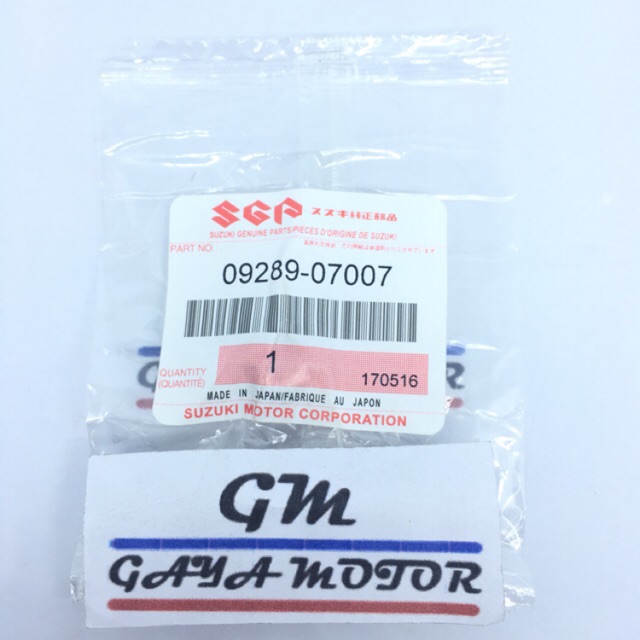 SGP スズキ純正部品
SUZUKI GENUINE PARTS/PIECES D'ORIGINE DE SUZUKI
PART NO.
09289-07007
QUANTITY 1 170516
(QUANTITÉ)
MADE IN JAPAN/FABRIQUE AU JAPON
SUZUKI MOTOR CORPORATION
GM
GAYA MOTOR